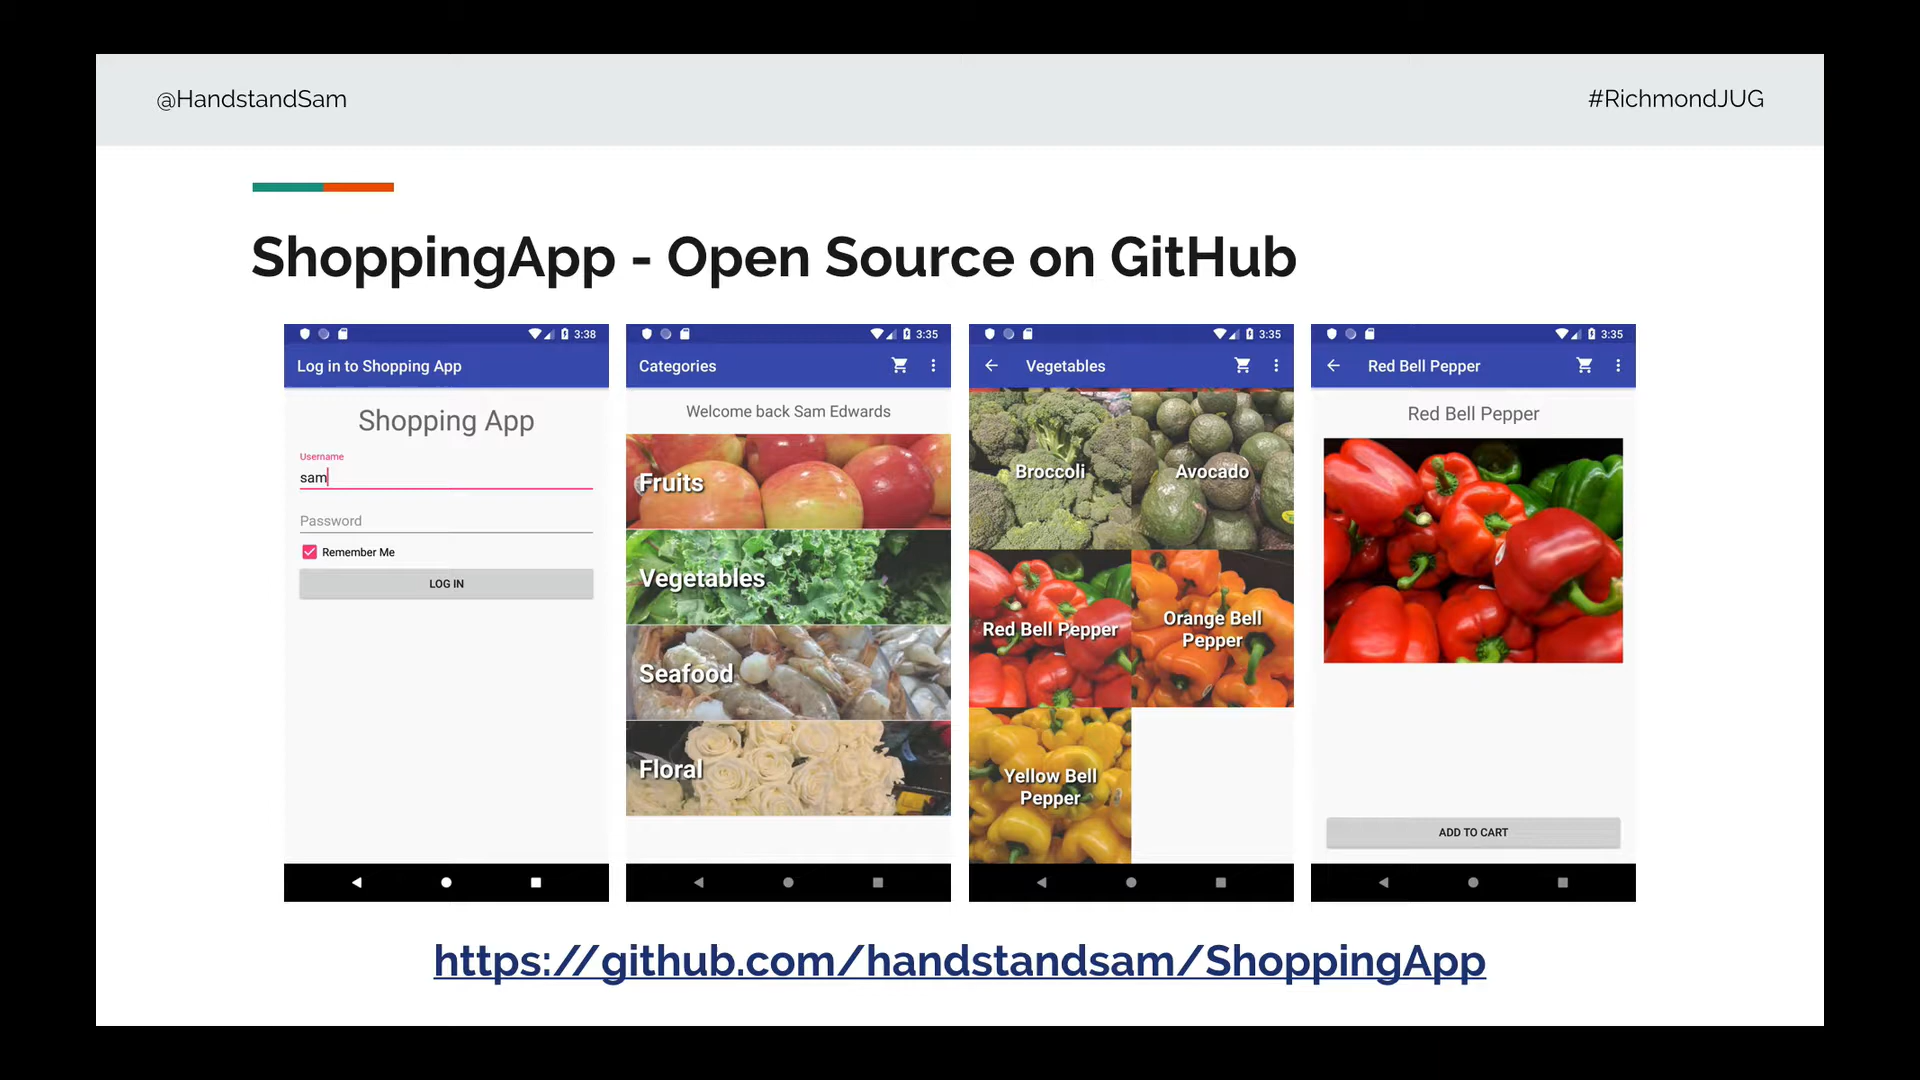 @HandstandSam
#RichmondJUG
ShoppingApp - Open Source on GitHub
3:38
Log in to Shopping App
Shopping App
Username
sam
Password
Remember Me
LOG IN
3:35
Categories
Welcome back Sam Edwards
Fruits
Vegetables
Seafood
Floral
3:35
Vegetables
Broccoli
Avocado
Red Bell Pepper
Orange Bell
Pepper
Yellow Bell
Pepper
3:35
Red Bell Pepper
Red Bell Pepper
ADD TO CART
https://github.com/handstandsam/ShoppingApp